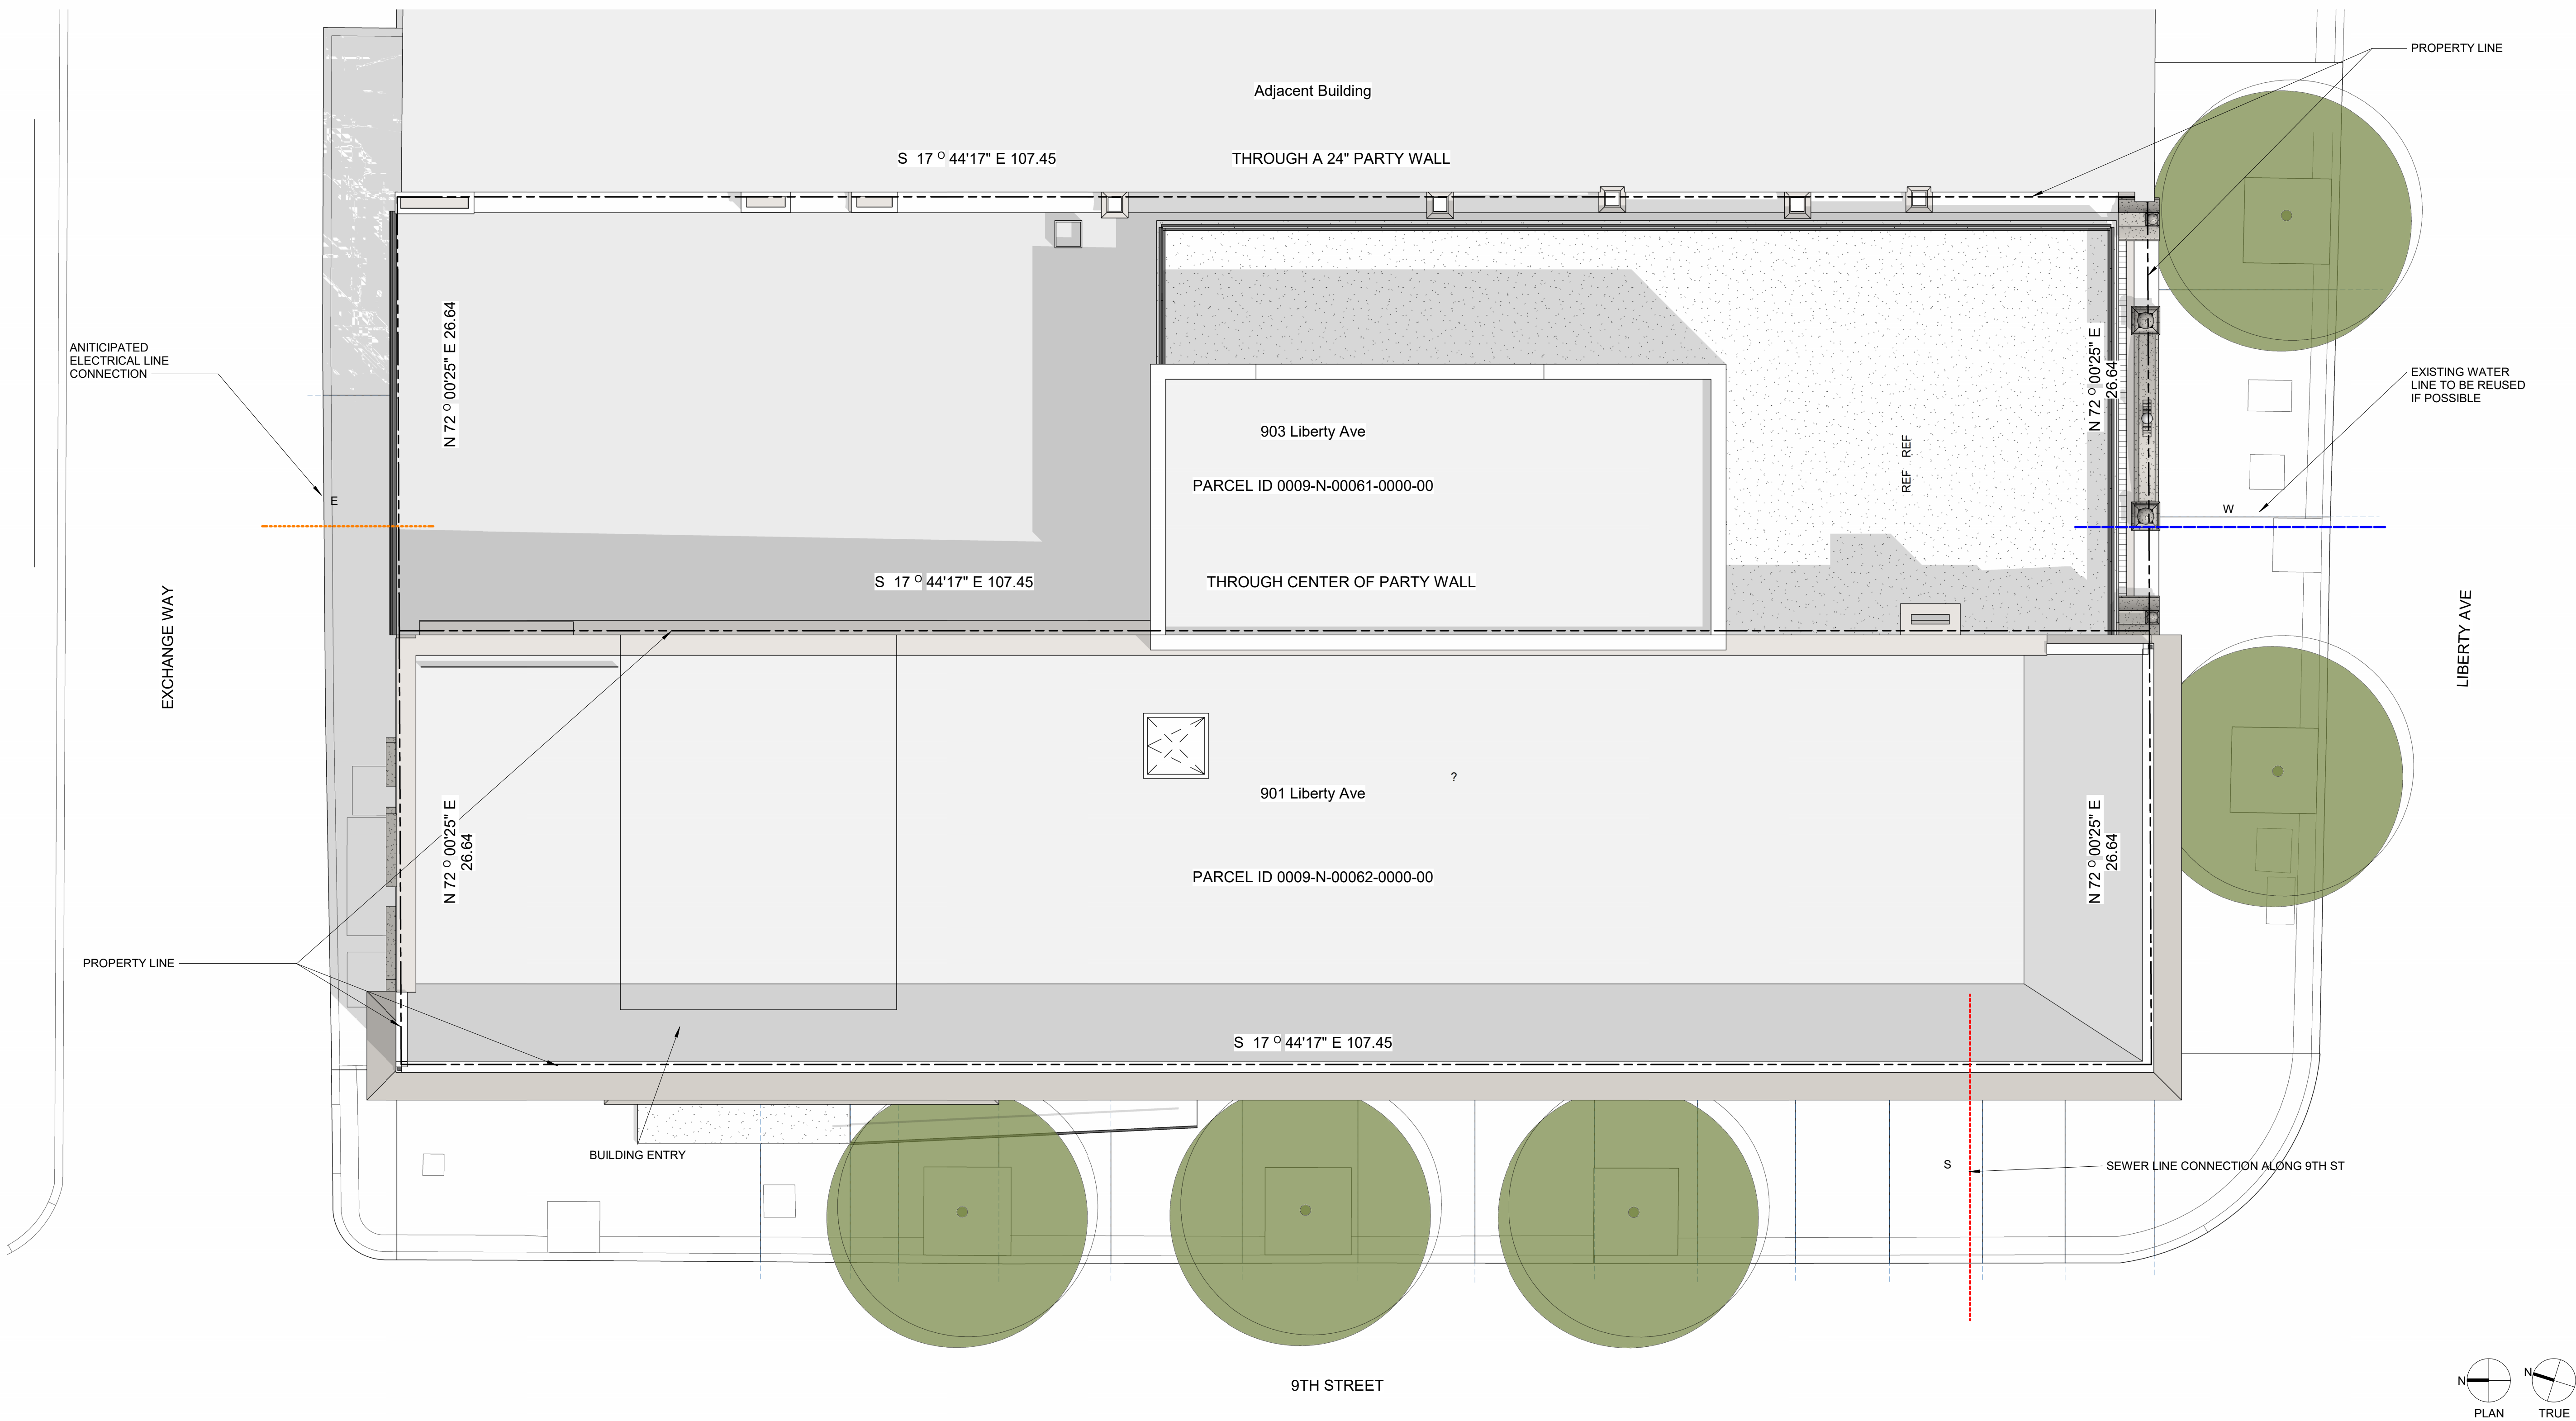 PROPERTY LINE
Adjacent Building
S 17 O 44'17" E 107.45
THROUGH A 24" PARTY WALL
N 72 O 00'25" E 26.64
N 72 O 00'25" E
26.64
ANITICIPATED
ELECTRICAL LINE
CONNECTION
EXISTING WATER
LINE TO BE REUSED
IF POSSIBLE
903 Liberty Ave
REF REF
PARCEL ID 0009-N-00061-0000-00
E
W
S 17 O 44'17" E 107.45
THROUGH CENTER OF PARTY WALL
EXCHANGE WAY
LIBERTY AVE
?
901 Liberty Ave
N 72 O 00'25" E
26.64
N 72 O 00'25" E
26.64
PARCEL ID 0009-N-00062-0000-00
PROPERTY LINE
S 17 O 44'17" E 107.45
BUILDING ENTRY
S
SEWER LINE CONNECTION ALONG 9TH ST
9TH STREET
N
PLAN
N
TRUE